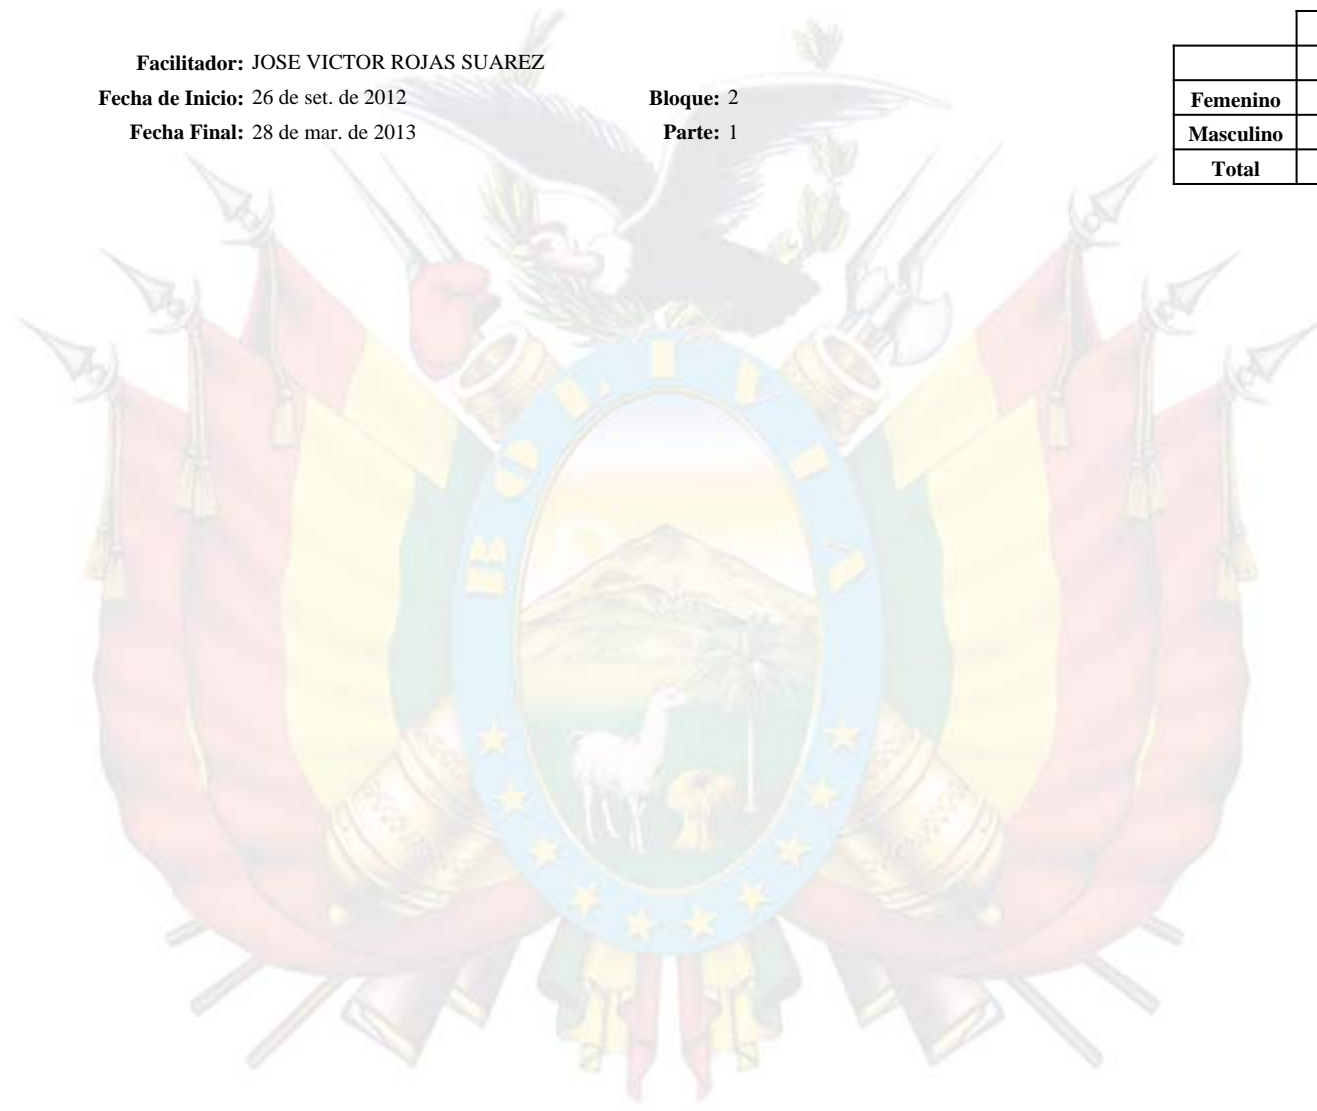 Facilitador: JOSE VICTOR ROJAS SUAREZ
Fecha de Inicio: 26 de set. de 2012 Bloque: 2
Fecha Final: 28 de mar. de 2013 Parte: 1
Femenino
Masculino
Total
BOLIVIA